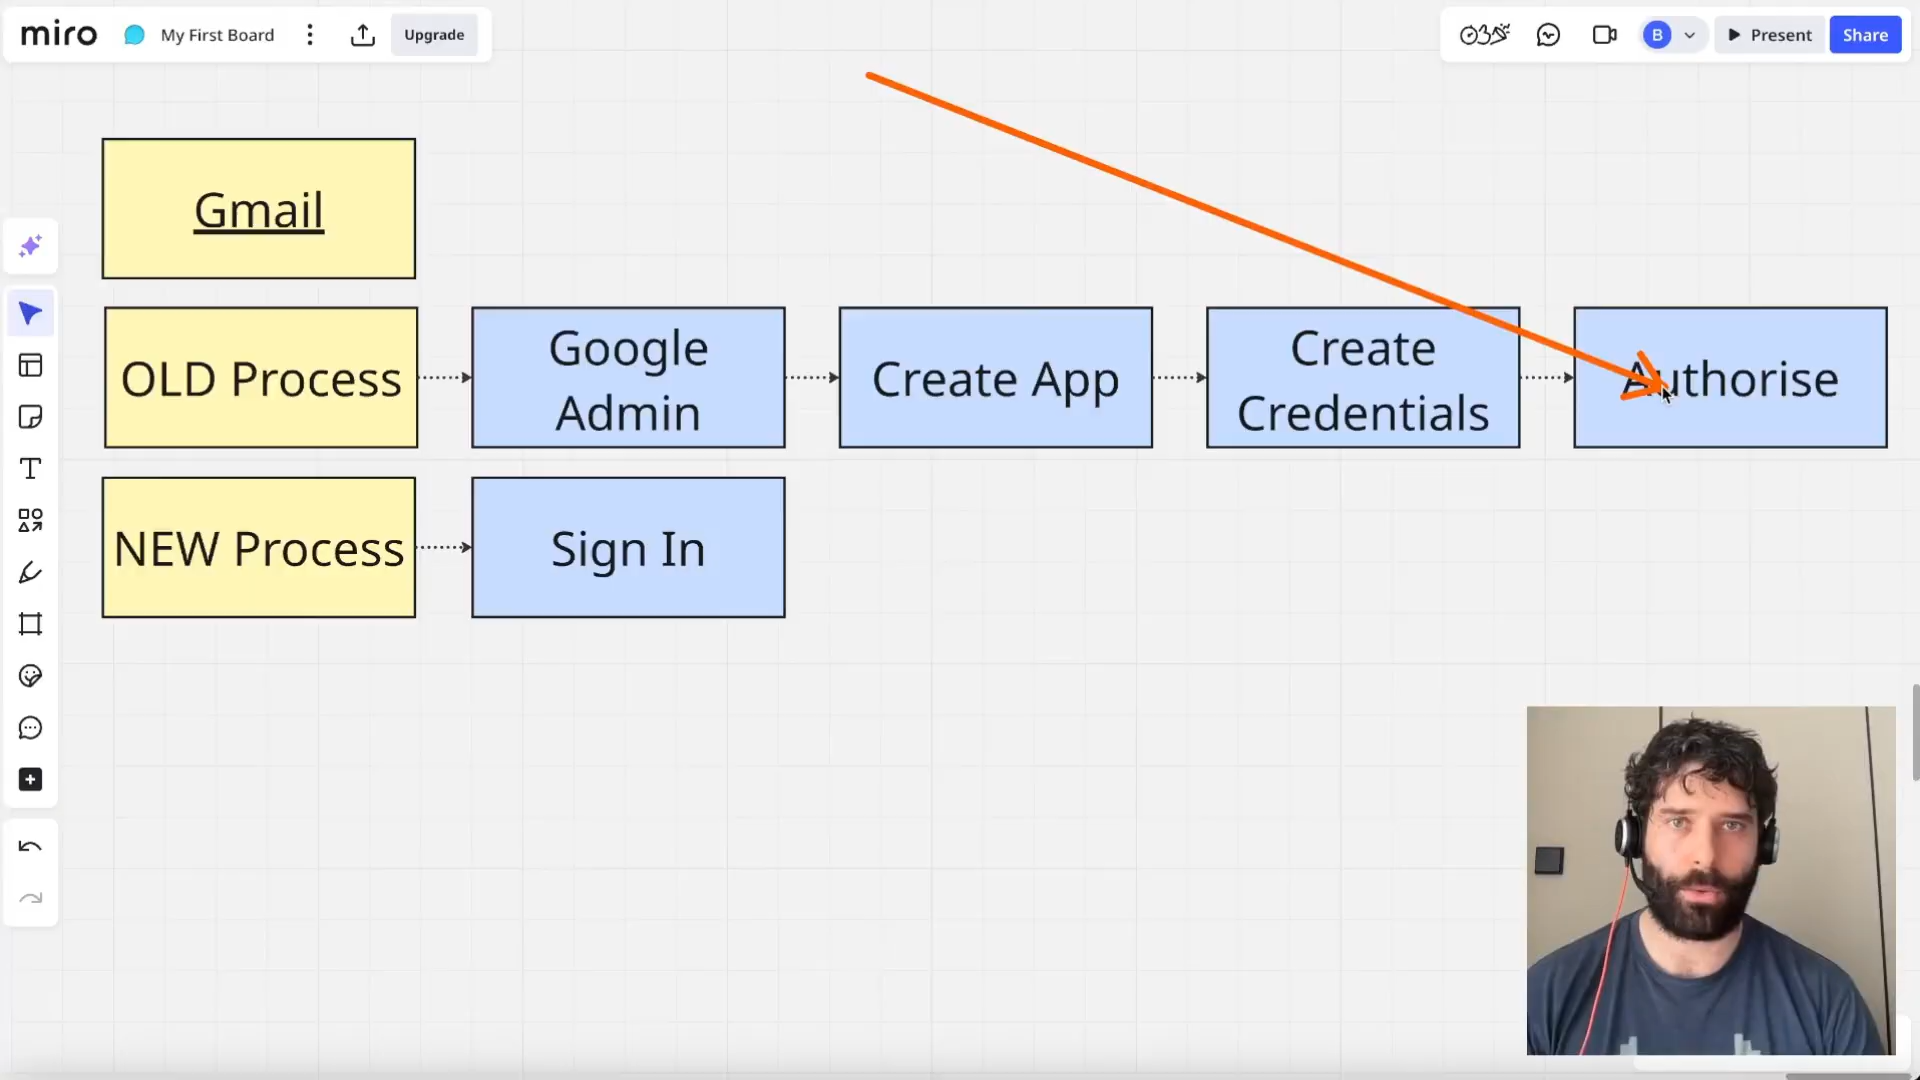 miro
My First Board
Upgrade
B
Present
Share
Gmail
OLD Process
Google
Admin
Create App
Create
Credentials
Authorise
NEW Process
Sign In